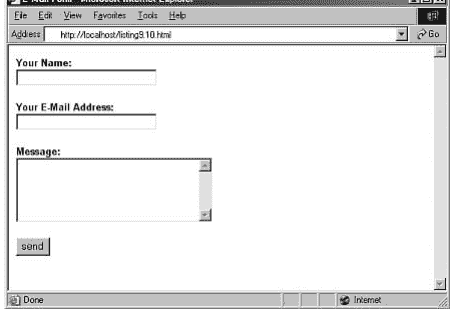 E-Mail Form - Microsoft Internet Explorer
File Edit View Favorites Tools Help
Address http://localhost/listing9.10.html Go
Your Name:
Your E-Mail Address:
Message:
send
Done Internet